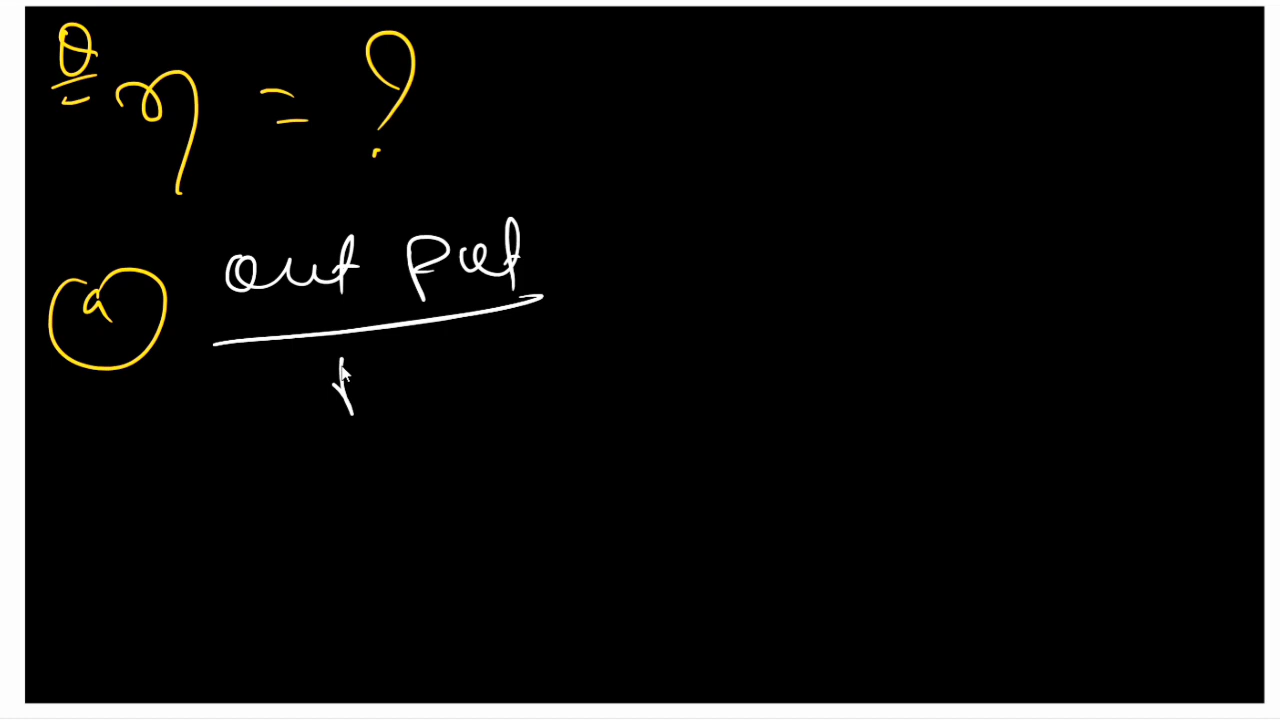 Q η = ?
a out put